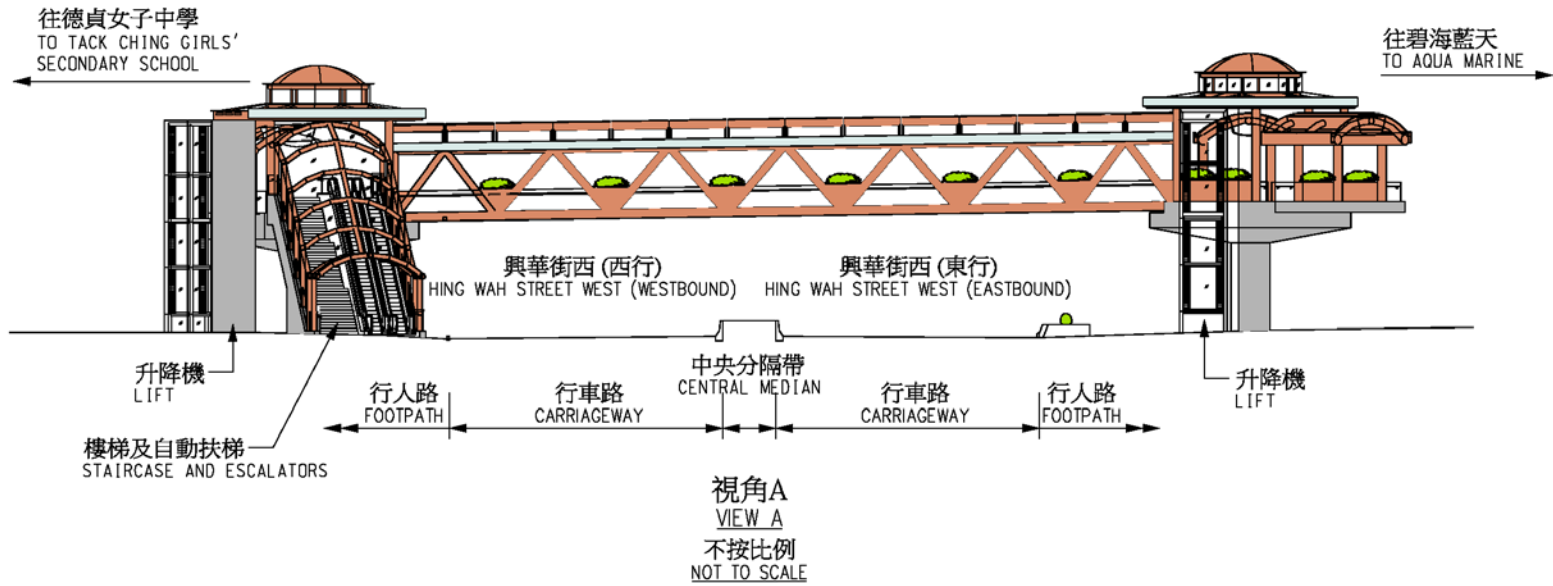 往德貞女子中學
TO TACK CHING GIRLS'
SECONDARY SCHOOL
往碧海藍天
TO AQUA MARINE
興華街西 (西行)
HING WAH STREET WEST (WESTBOUND)
興華街西 (東行)
HING WAH STREET WEST (EASTBOUND)
升降機
LIFT
樓梯及自動扶梯
STAIRCASE AND ESCALATORS
行人路
FOOTPATH
行車路
CARRIAGEWAY
中央分隔帶
CENTRAL MEDIAN
行車路
CARRIAGEWAY
行人路
FOOTPATH
升降機
LIFT
視角A
VIEW A
不按比例
NOT TO SCALE